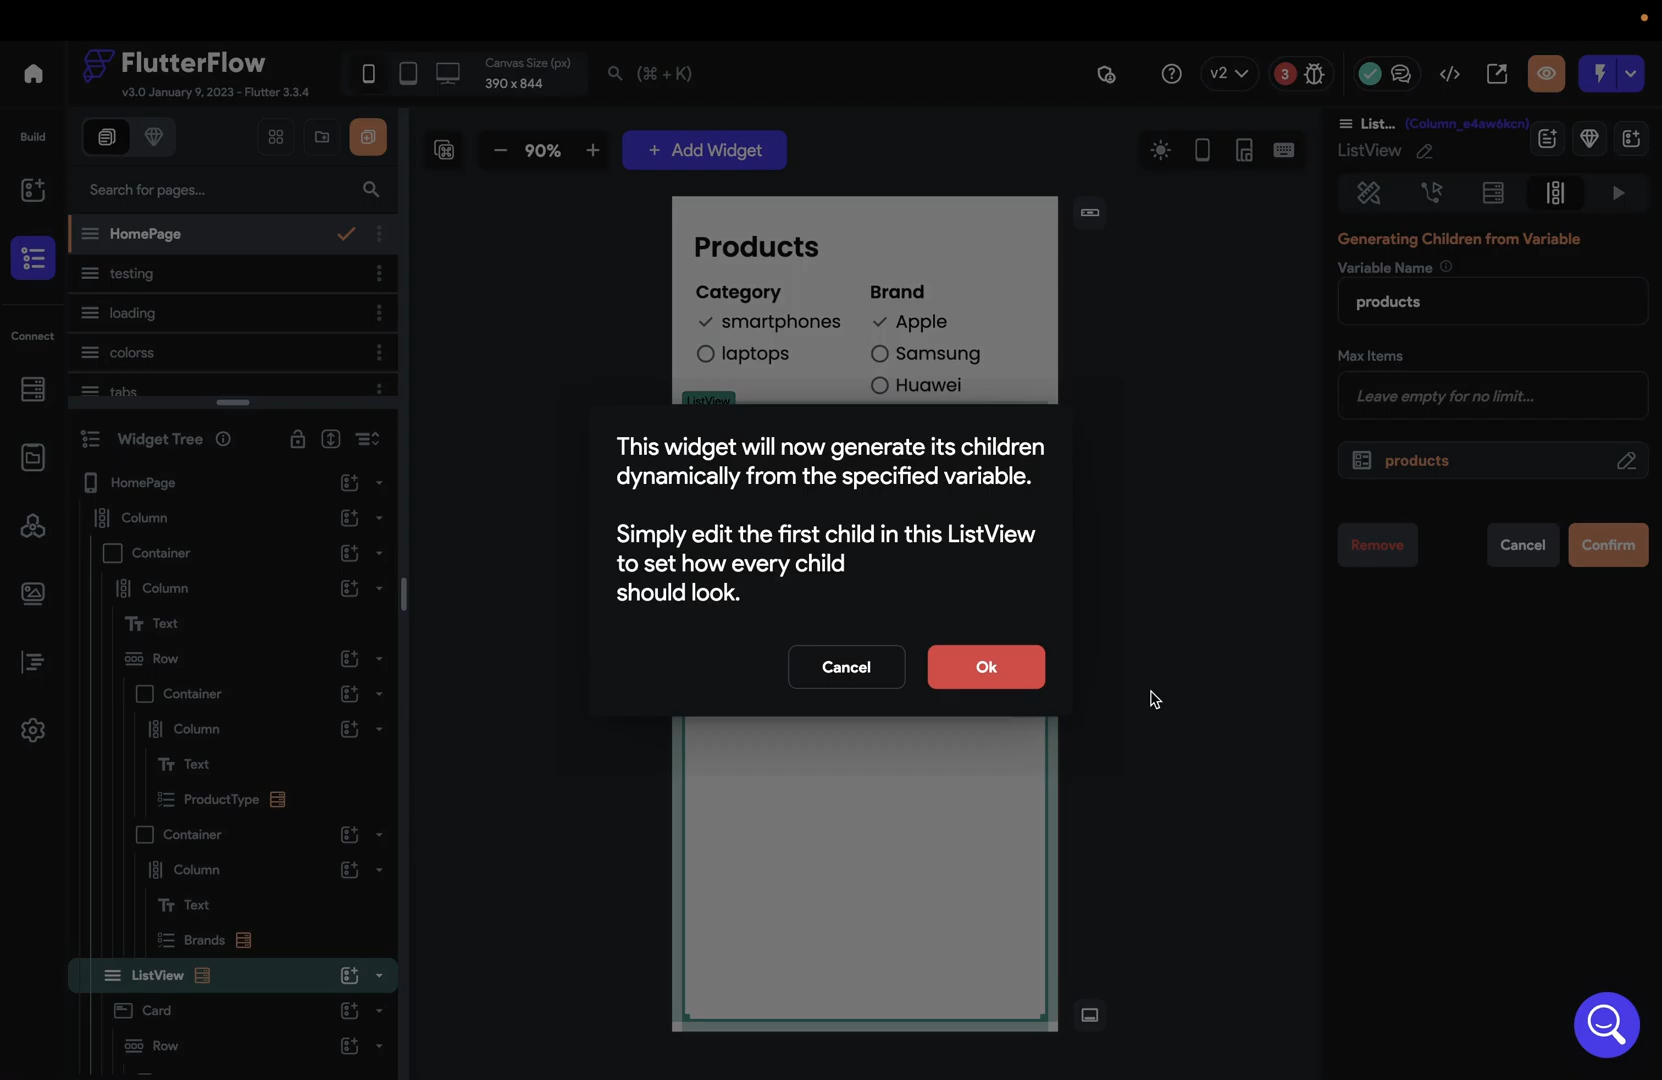 FlutterFlow
v3.0 January 9, 2023 - Flutter 3.3.4
Canvas Size (px)
390 x 844
(⌘ + K)
v2
3
Build
90%
+ Add Widget
Search for pages...
HomePage
testing
loading
colorss
tabs
Connect
Widget Tree
HomePage
Column
Container
Column
Text
Row
Container
Column
Text
ProductType
Container
Column
Text
Brands
ListView
Card
Row
Products
Category
Brand
smartphones
Apple
laptops
Samsung
Huawei
ListView
This widget will now generate its children
dynamically from the specified variable.
Simply edit the first child in this ListView
to set how every child
should look.
Cancel
Ok
List... (Column_e4aw6kcn)
ListView
Generating Children from Variable
Variable Name
products
Max Items
Leave empty for no limit...
products
Remove
Cancel
Confirm